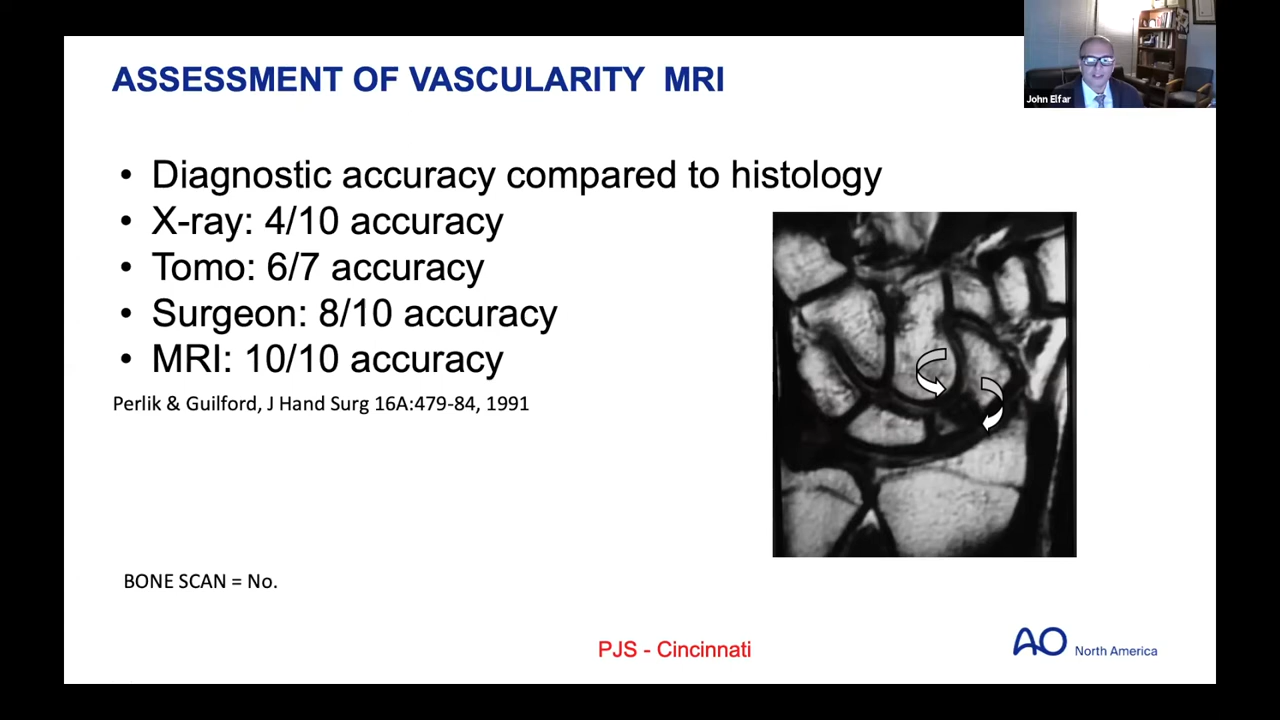 ASSESSMENT OF VASCULARITY MRI
John Elfar
• Diagnostic accuracy compared to histology
• X-ray: 4/10 accuracy
• Tomo: 6/7 accuracy
• Surgeon: 8/10 accuracy
• MRI: 10/10 accuracy
Perlik & Guilford, J Hand Surg 16A:479-84, 1991
BONE SCAN = No.
PJS - Cincinnati
AO North America